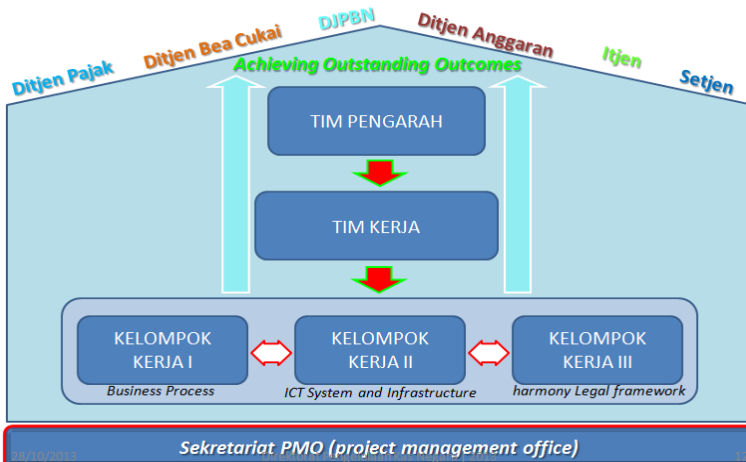 DJPBN
Ditjen Bea Cukai
Ditjen Anggaran
Ditjen Pajak
Itjen
Setjen
Achieving Outstanding Outcomes
TIM PENGARAH
TIM KERJA
KELOMPOK
KERJA I
KELOMPOK
KERJA II
KELOMPOK
KERJA III
Business Process
ICT System and Infrastructure
harmony Legal framework
Sekretariat PMO (project management office)
28/10/2013